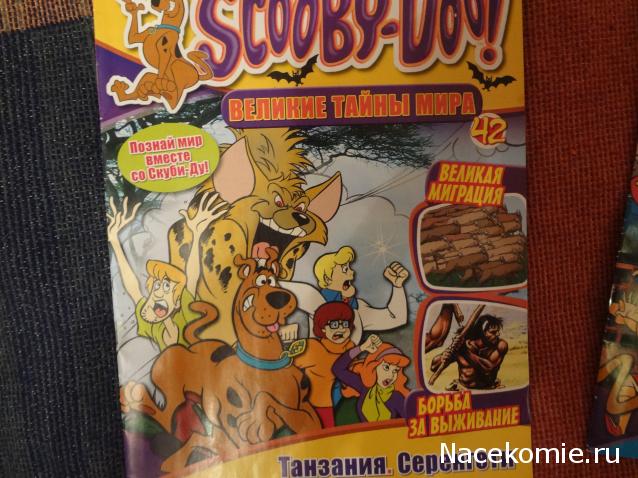 SCOOBY-DOO!
ВЕЛИКИЕ ТАЙНЫ МИРА
42
Познай мир
вместе
со Скуби-Ду!
ВЕЛИКАЯ
МИГРАЦИЯ
БОРЬБА
ЗА ВЫЖИВАНИЕ
Танзания. Серенгети
Nacekomie.ru